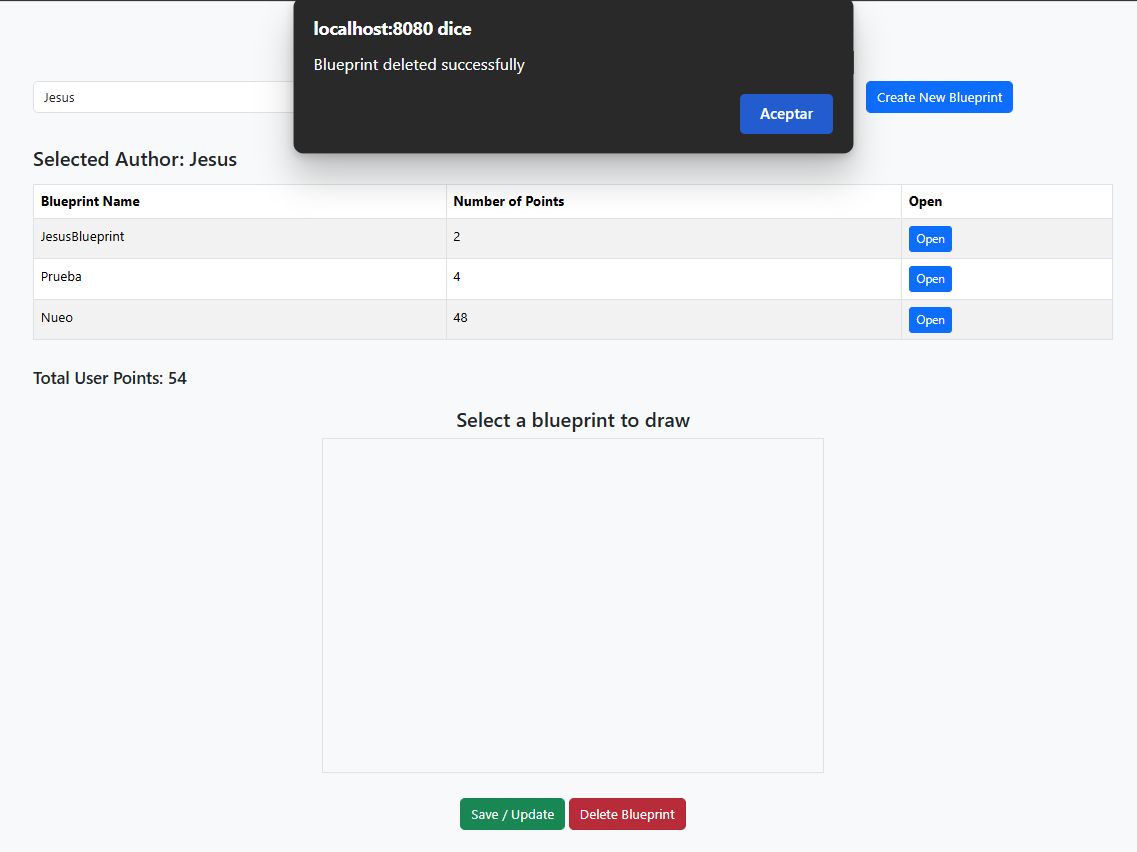 localhost:8080 dice
Blueprint deleted successfully
Aceptar
Jesus
Create New Blueprint
Selected Author: Jesus
Blueprint Name Number of Points Open
JesusBlueprint 2 Open
Prueba 4 Open
Nueo 48 Open
Total User Points: 54
Select a blueprint to draw
Save / Update Delete Blueprint